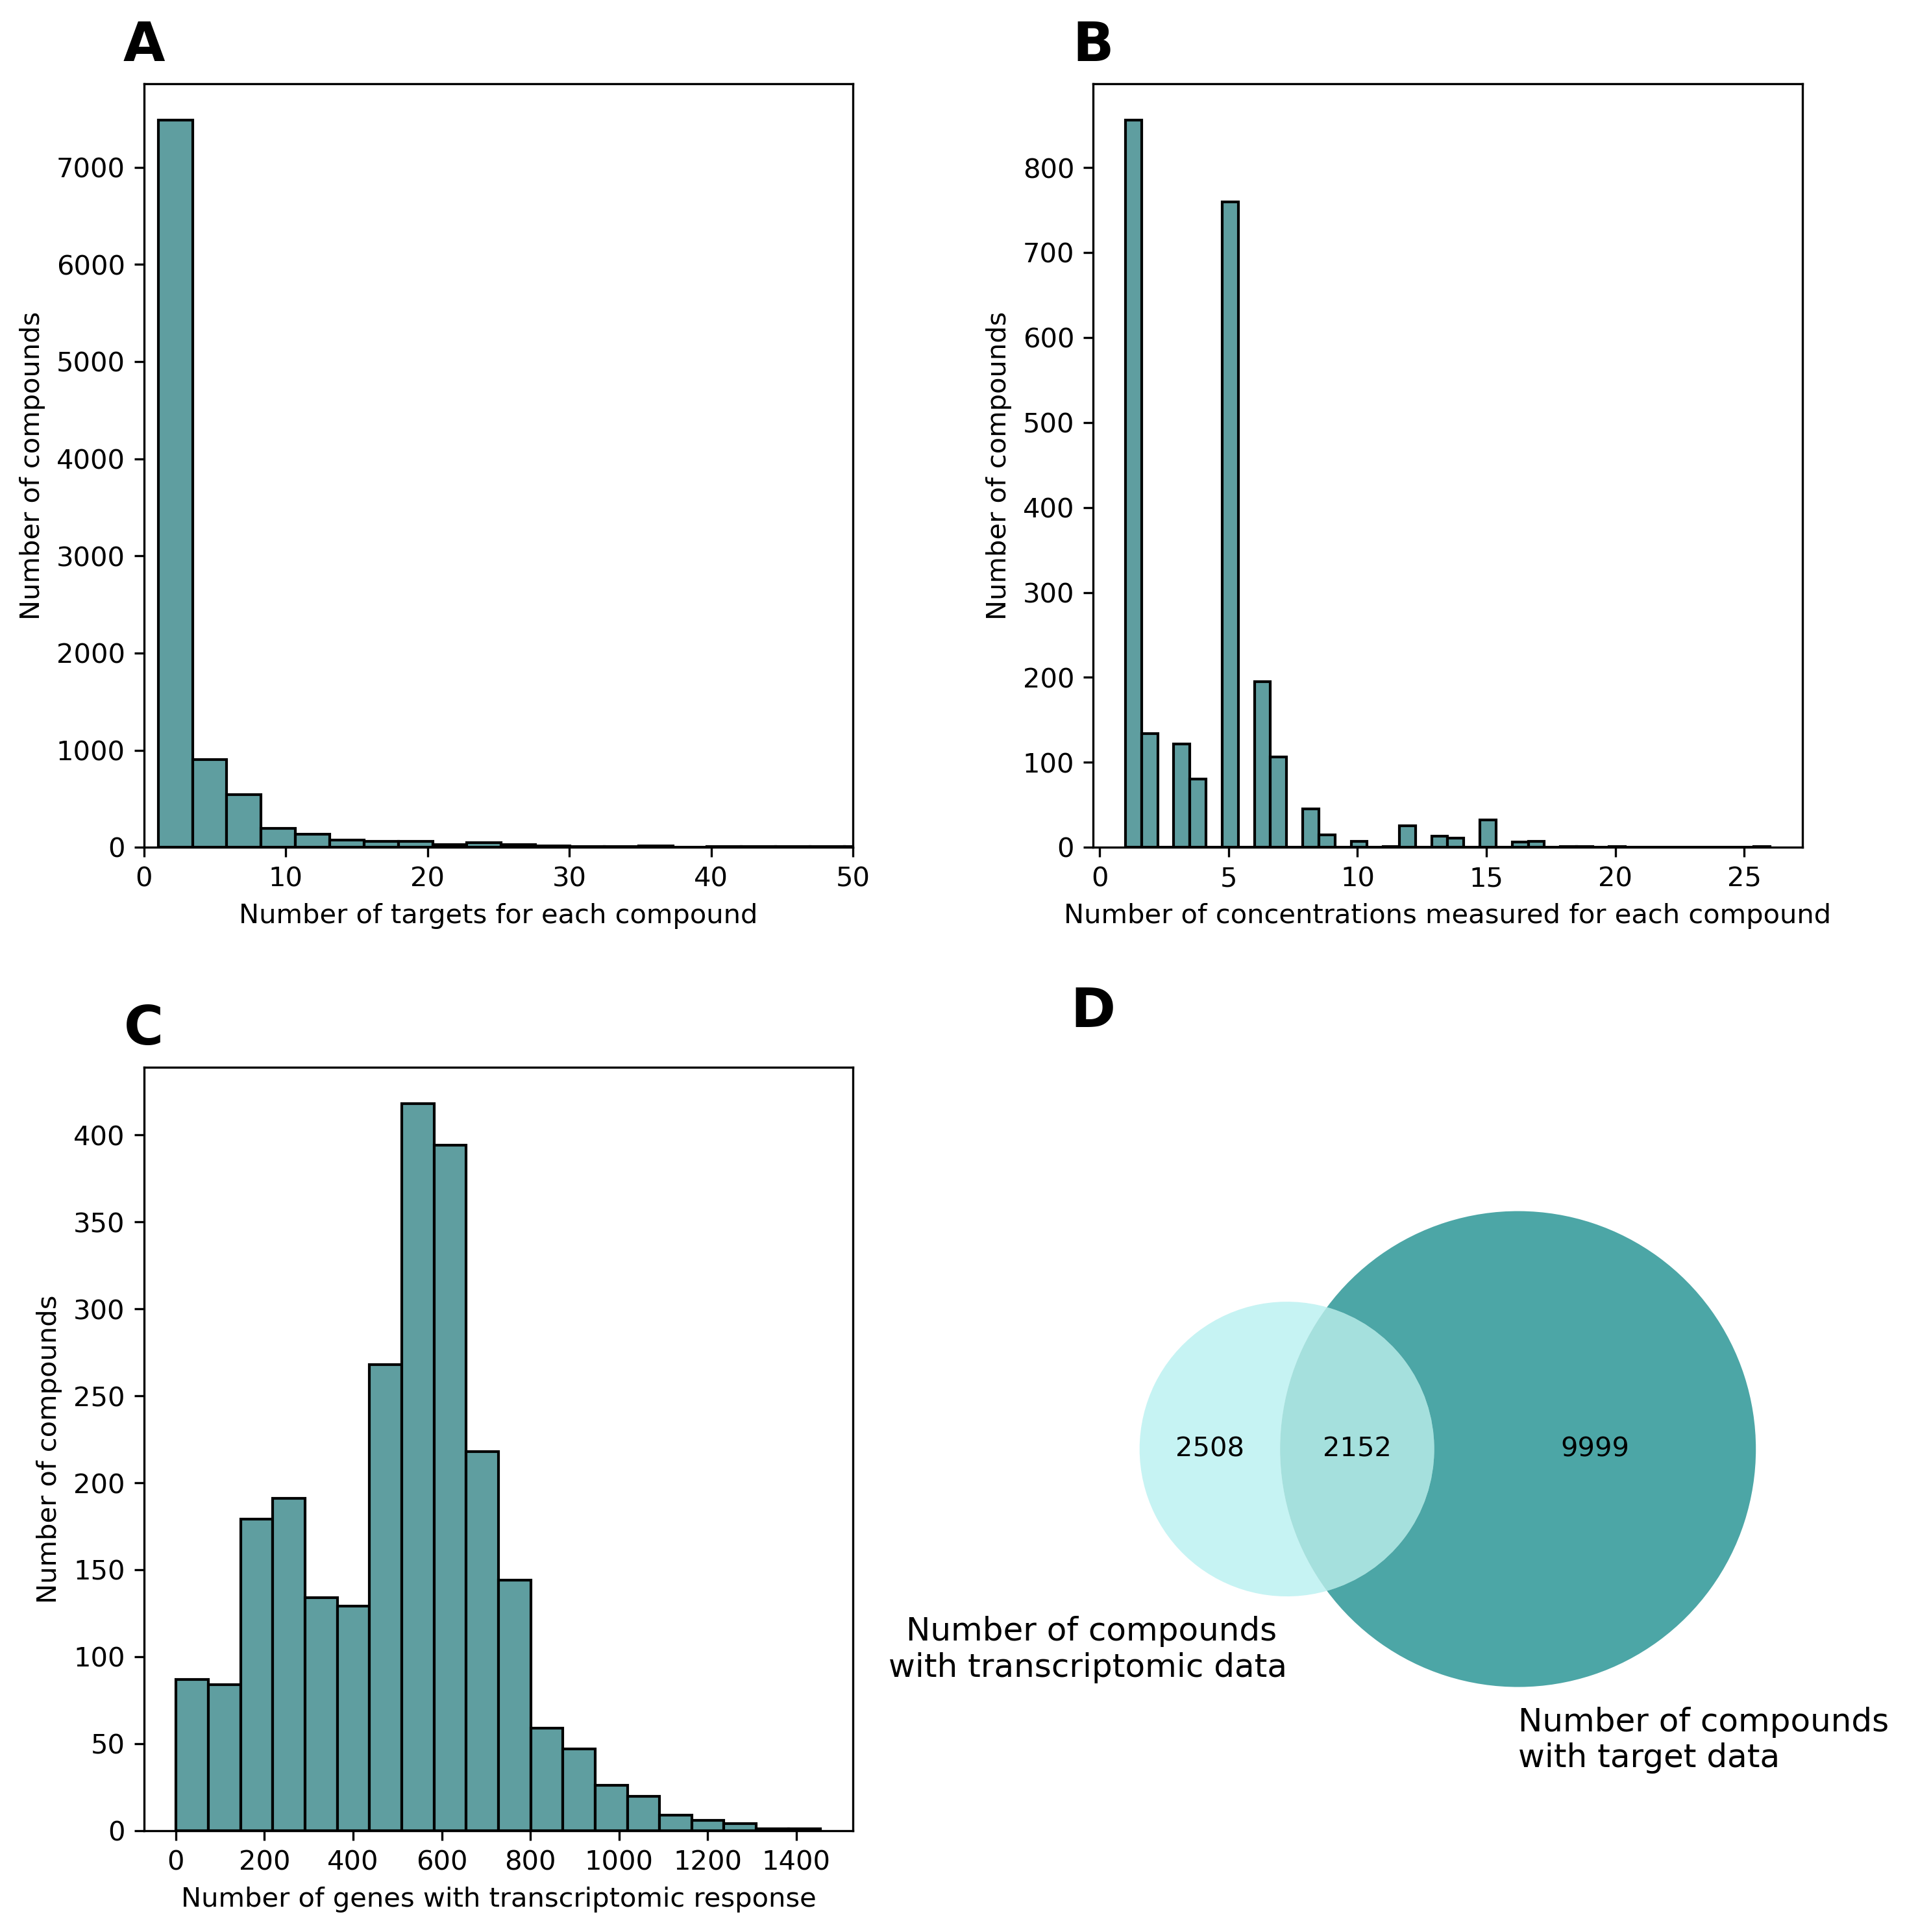 A
7000
6000
5000
4000
3000
2000
1000
0
Number of compounds
0 10 20 30 40 50
Number of targets for each compound
B
800
700
600
500
400
300
200
100
0
Number of compounds
0 5 10 15 20 25
Number of concentrations measured for each compound
C
400
350
300
250
200
150
100
50
0
Number of compounds
0 200 400 600 800 1000 1200 1400
Number of genes with transcriptomic response
D
2508 2152 9999
Number of compounds
with transcriptomic data
Number of compounds
with target data